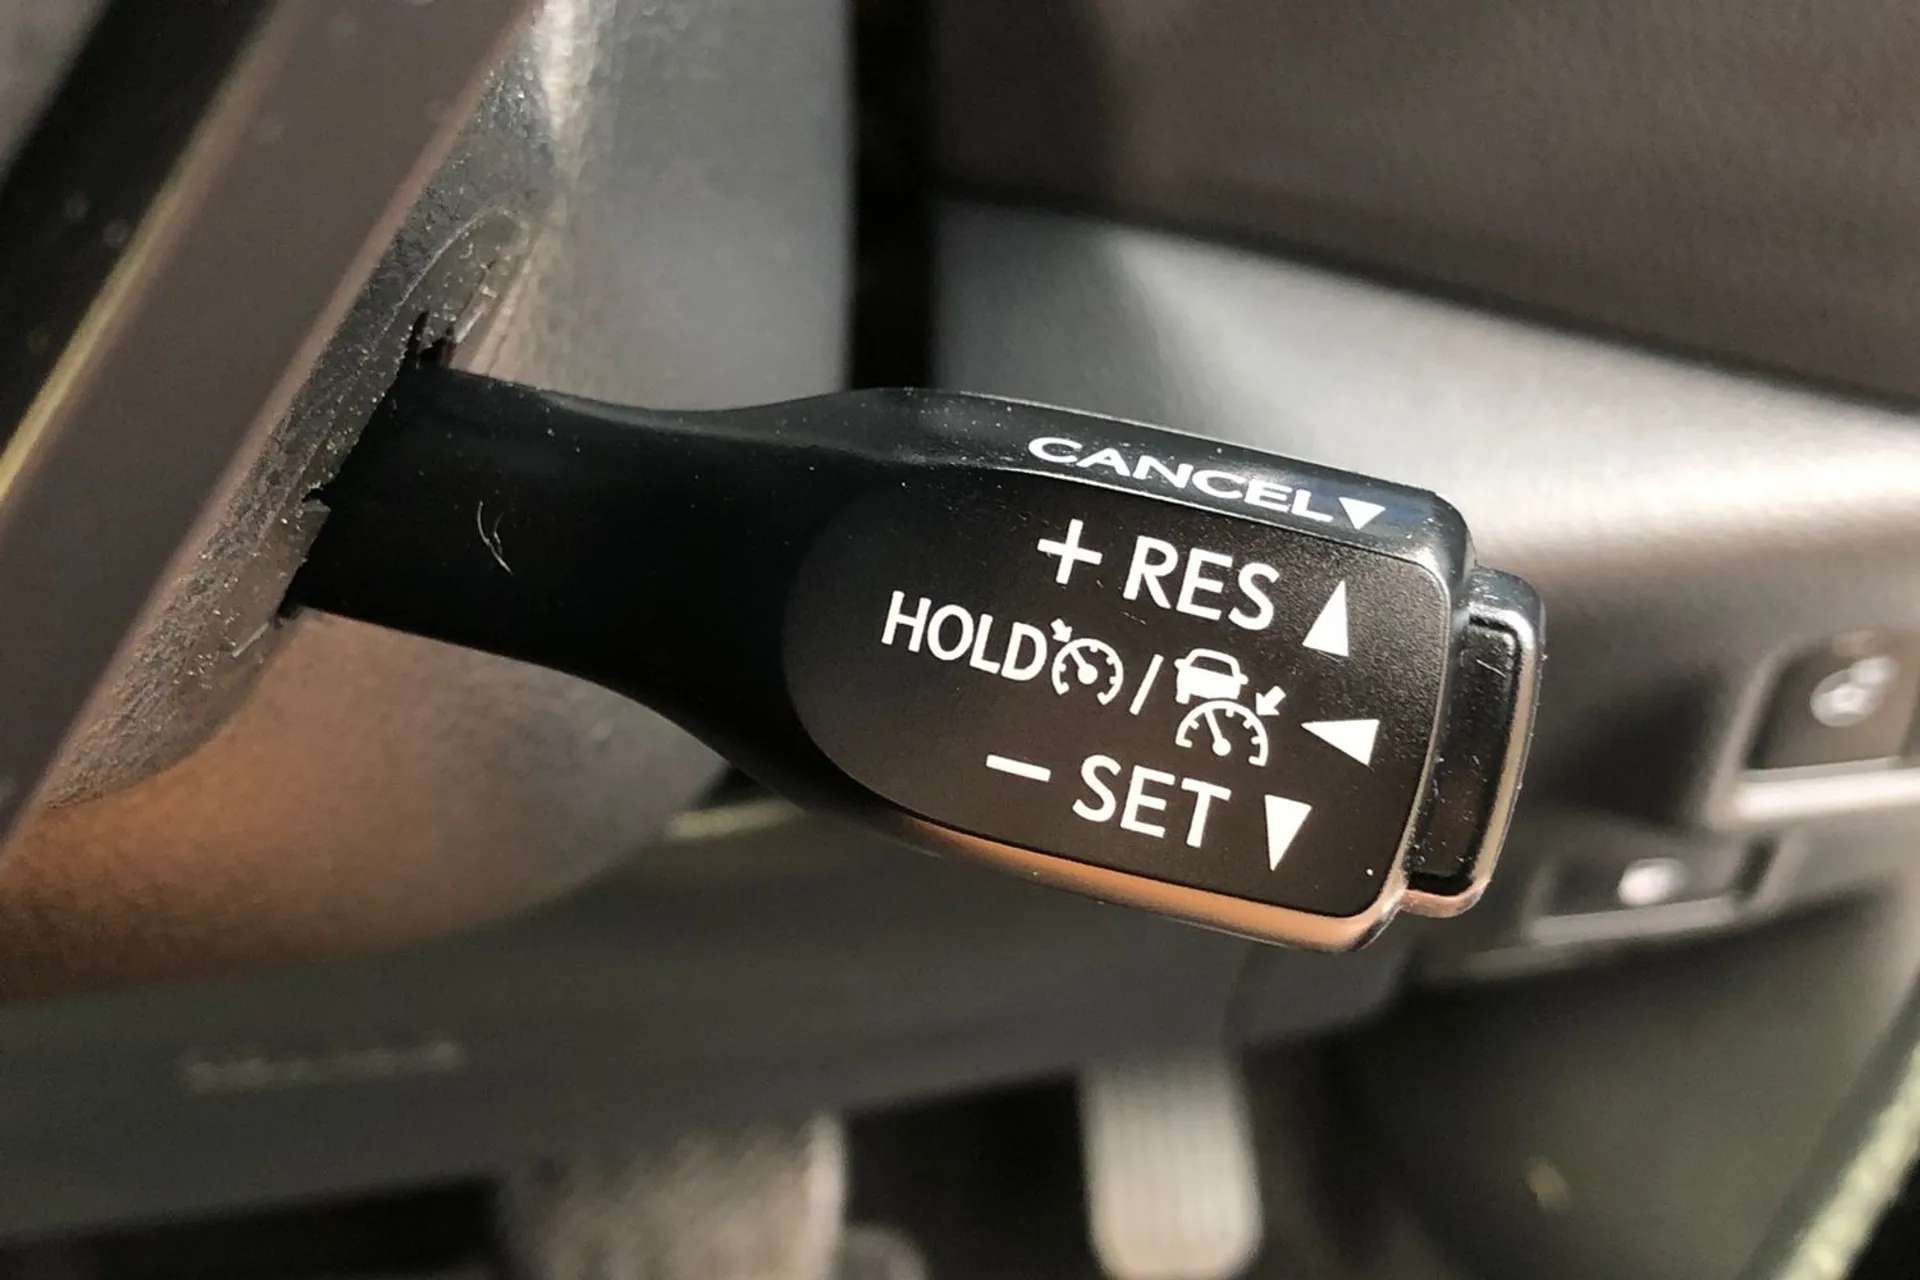 CANCEL
+ RES
HOLD /
- SET